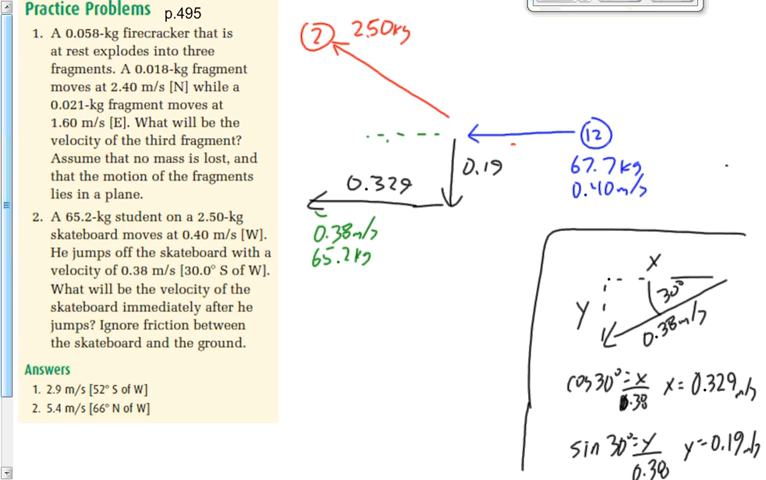 Practice Problems p.495
1. A 0.058-kg firecracker that is
at rest explodes into three
fragments. A 0.018-kg fragment
moves at 2.40 m/s [N] while a
0.021-kg fragment moves at
1.60 m/s [E]. What will be the
velocity of the third fragment?
Assume that no mass is lost, and
that the motion of the fragments
lies in a plane.
2. A 65.2-kg student on a 2.50-kg
skateboard moves at 0.40 m/s [W].
He jumps off the skateboard with a
velocity of 0.38 m/s [30.0° S of W].
What will be the velocity of the
skateboard immediately after he
jumps? Ignore friction between
the skateboard and the ground.
Answers
1. 2.9 m/s [52° S of W]
2. 5.4 m/s [66° N of W]
2.50kg
12
67.7kg
0.40m/s
0.19
0.329
0.38m/s
65.2kg
X
30°
Y
0.38m/s
cos30°=x/0.38 x=0.329m/s
sin30°=y/0.38 y=0.19m/s